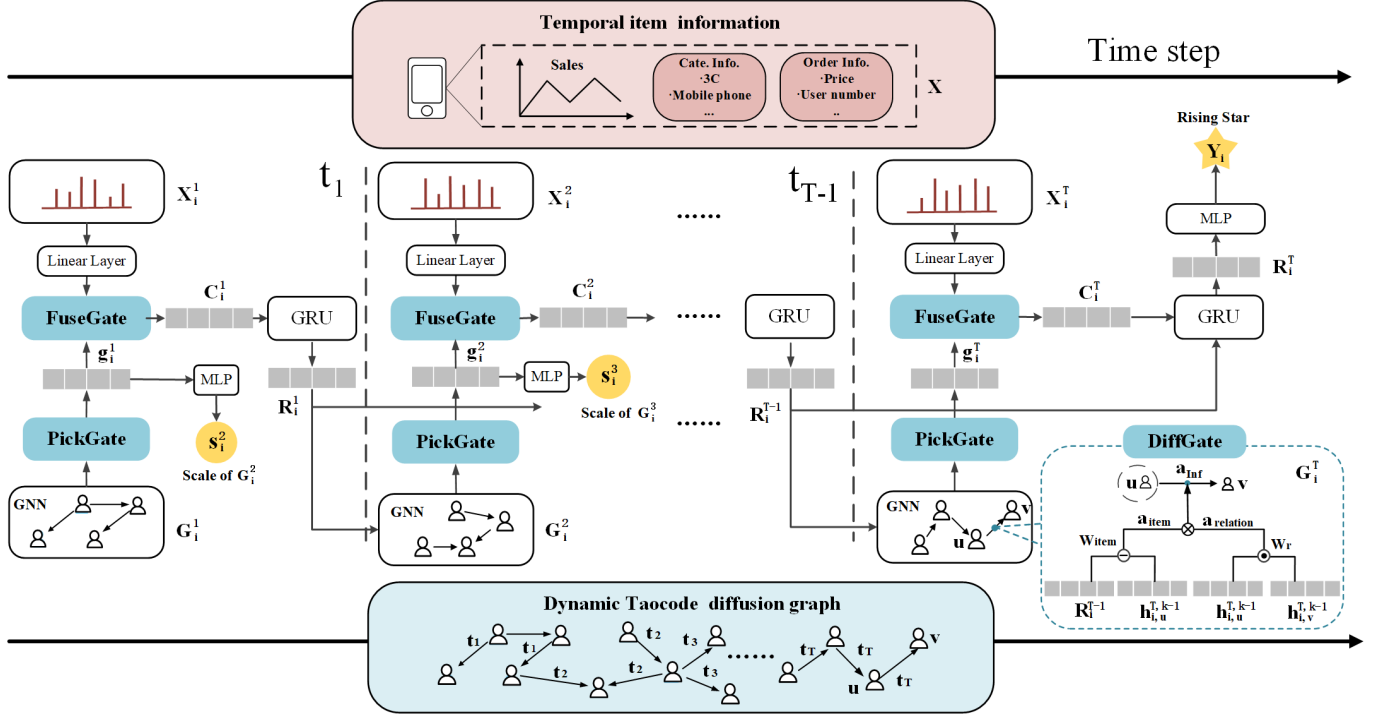 Temporal item information
Time step
Sales
Cate. Info.
·3C
·Mobile phone
...
Order Info.
·Price
·User number
..
X
Rising Star
Y_i
X_i^1
t_1
X_i^2
......
t_{T-1}
X_i^T
MLP
Linear Layer
Linear Layer
Linear Layer
R_i^T
C_i^1
C_i^2
C_i^T
FuseGate
GRU
FuseGate
......
GRU
FuseGate
GRU
g_i^1
g_i^2
g_i^T
MLP
MLP
s_i^3
R_i^1
Scale of G_i^3
......
R_i^{T-1}
PickGate
s_i^2
PickGate
PickGate
DiffGate
Scale of G_i^2
G_i^T
u
a_Inf
v
GNN
G_i^1
GNN
G_i^2
GNN
v
u
a_item
a_relation
W_item
−
⊗
W_r
R_i^{T-1}
h_{i, u}^{T, k−1}
h_{i, u}^{T, k−1}
h_{i, v}^{T, k−1}
Dynamic Taocode diffusion graph
t_1
t_1
t_2
t_2
t_2
t_3
t_3
......
t_T
t_T
t_T
u
v